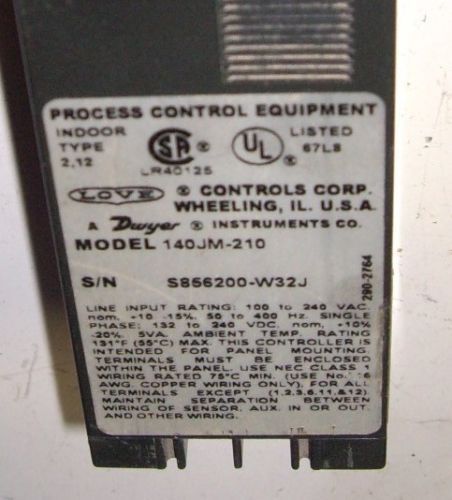 PROCESS CONTROL EQUIPMENT
INDOOR TYPE 2,12
SA ®
LR40125
UL ®
LISTED 67L8
LOVE ® CONTROLS CORP.
WHEELING, IL. U.S.A.
A Dwyer ® INSTRUMENTS CO.
MODEL 140JM-210
S/N S856200-W32J
290-2764
LINE INPUT RATING: 100 to 240 VAC,
nom, +10 -15%, 50 to 400 Hz, SINGLE
PHASE; 132 to 240 VDC, nom, +10%
-20%, 5VA. AMBIENT TEMP. RATING
131°F (55°C) MAX. THIS CONTROLLER IS
INTENDED FOR PANEL MOUNTING.
TERMINALS MUST BE ENCLOSED
WITHIN THE PANEL. USE NEC CLASS 1
WIRING RATED 75°C MIN. (USE No. 16
AWG. COPPER WIRING ONLY), FOR ALL
TERMINALS EXCEPT (1,2,3,6,11,&12).
MAINTAIN SEPARATION BETWEEN
WIRING OF SENSOR, AUX. IN OR OUT,
AND OTHER WIRING.